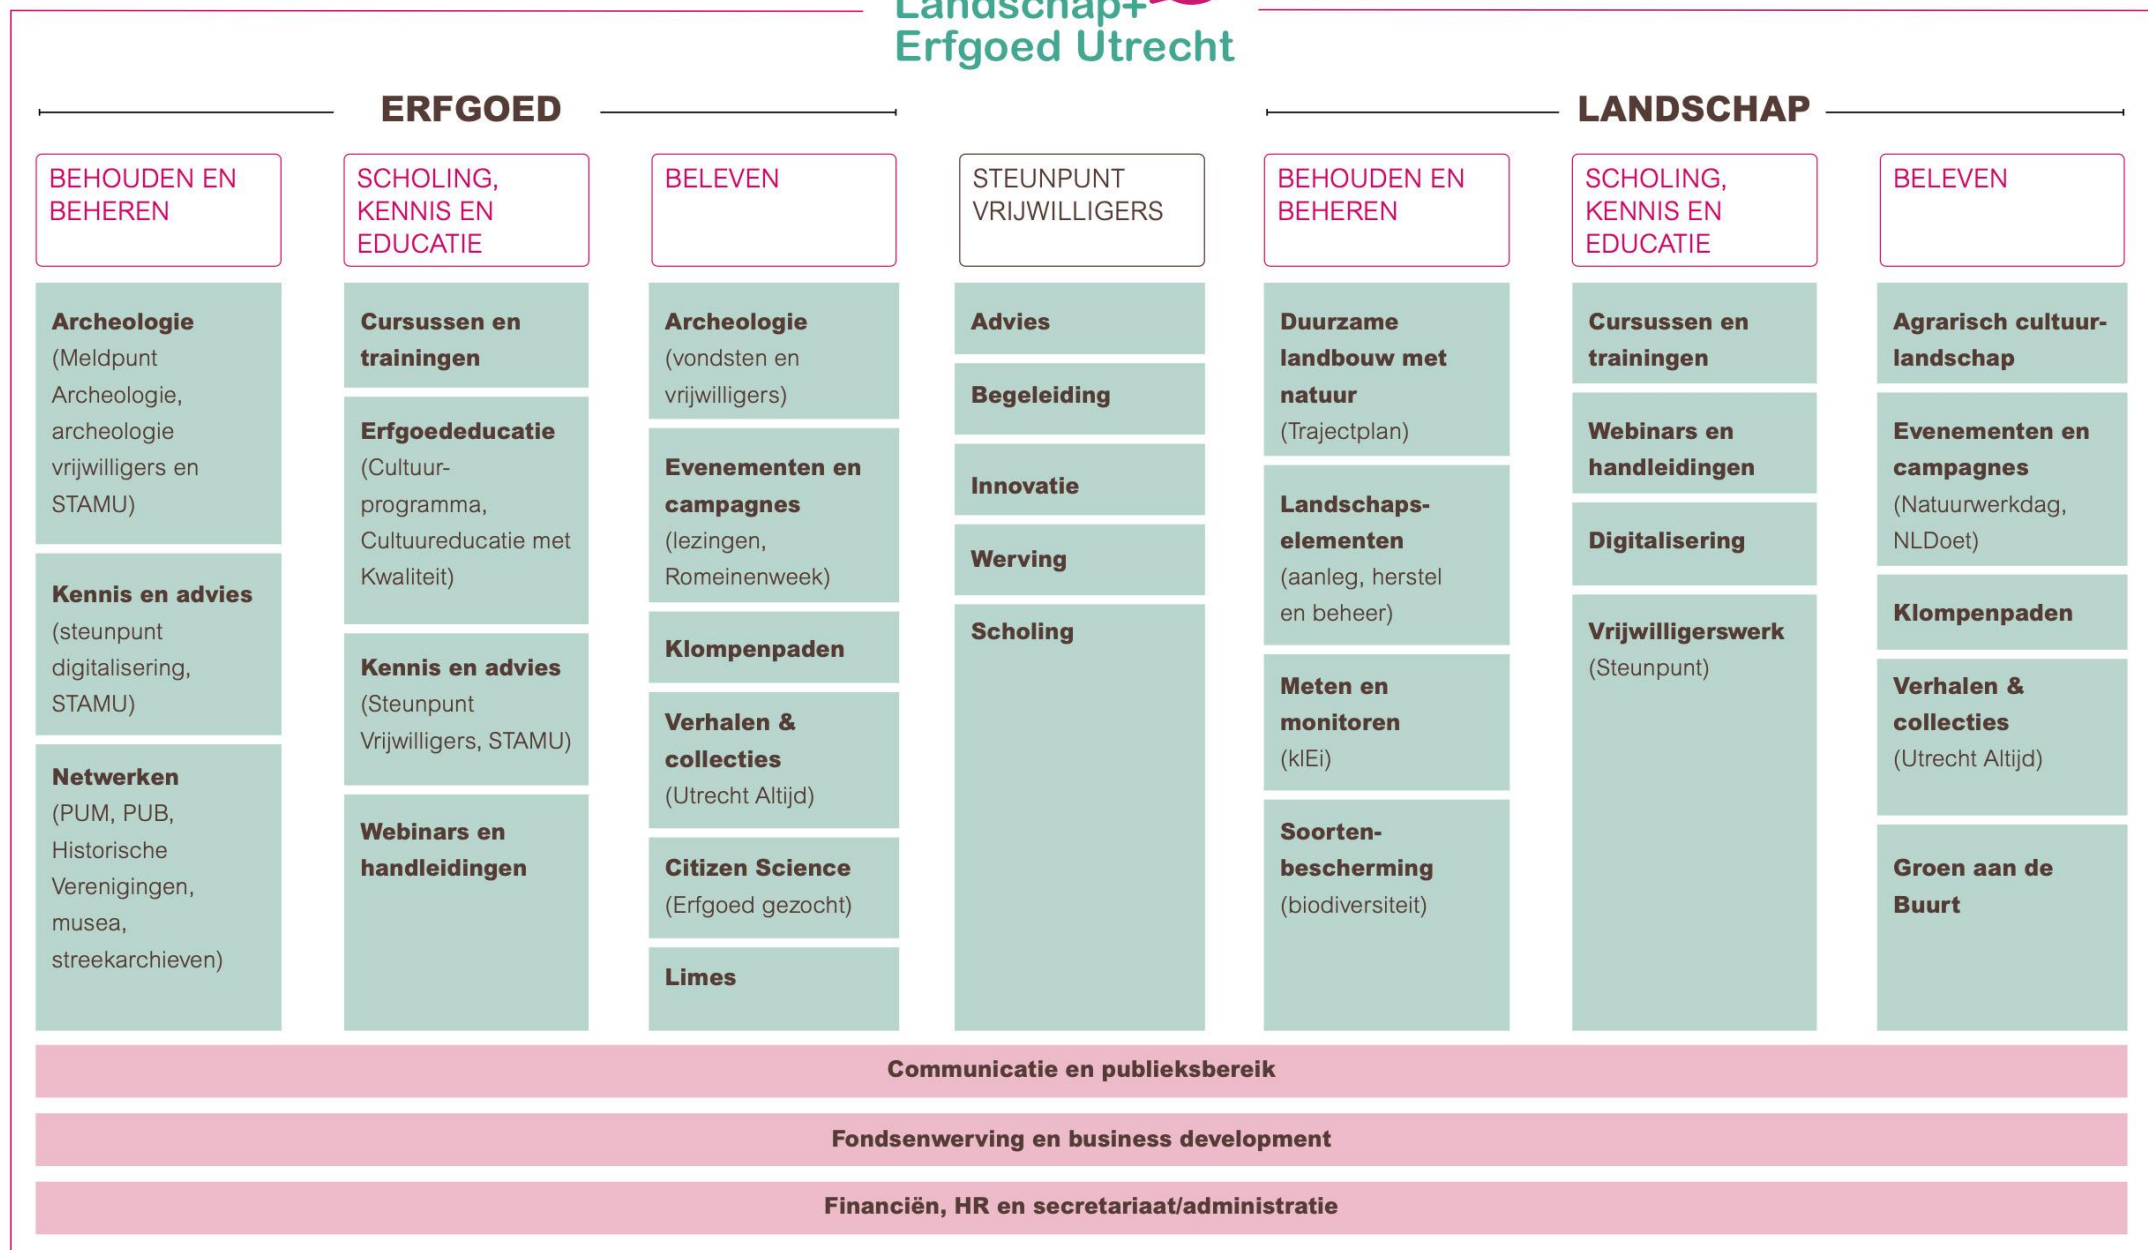 Landschap+
Erfgoed Utrecht
ERFGOED
BEHOUDEN EN
BEHEREN
Archeologie
(Meldpunt
Archeologie,
archeologie
vrijwilligers en
STAMU)
Kennis en advies
(steunpunt
digitalisering,
STAMU)
Netwerken
(PUM, PUB,
Historische
Verenigingen,
musea,
streekarchieven)
SCHOLING,
KENNIS EN
EDUCATIE
Cursussen en
trainingen
Erfgoededucatie
(Cultuur-
programma,
Cultuureducatie met
Kwaliteit)
Kennis en advies
(Steunpunt
Vrijwilligers, STAMU)
Webinars en
handleidingen
BELEVEN
Archeologie
(vondsten en
vrijwilligers)
Evenementen en
campagnes
(lezingen,
Romeinenweek)
Klompenpaden
Verhalen &
collecties
(Utrecht Altijd)
Citizen Science
(Erfgoed gezocht)
Limes
STEUNPUNT
VRIJWILLIGERS
Advies
Begeleiding
Innovatie
Werving
Scholing
LANDSCHAP
BEHOUDEN EN
BEHEREN
Duurzame
landbouw met
natuur
(Trajectplan)
Landschaps-
elementen
(aanleg, herstel
en beheer)
Meten en
monitoren
(klEi)
Soorten-
bescherming
(biodiversiteit)
SCHOLING,
KENNIS EN
EDUCATIE
Cursussen en
trainingen
Webinars en
handleidingen
Digitalisering
Vrijwilligerswerk
(Steunpunt)
BELEVEN
Agrarisch cultuur-
landschap
Evenementen en
campagnes
(Natuurwerkdag,
NLDoet)
Klompenpaden
Verhalen &
collecties
(Utrecht Altijd)
Groen aan de
Buurt
Communicatie en publieksbereik
Fondsenwerving en business development
Financiën, HR en secretariaat/administratie